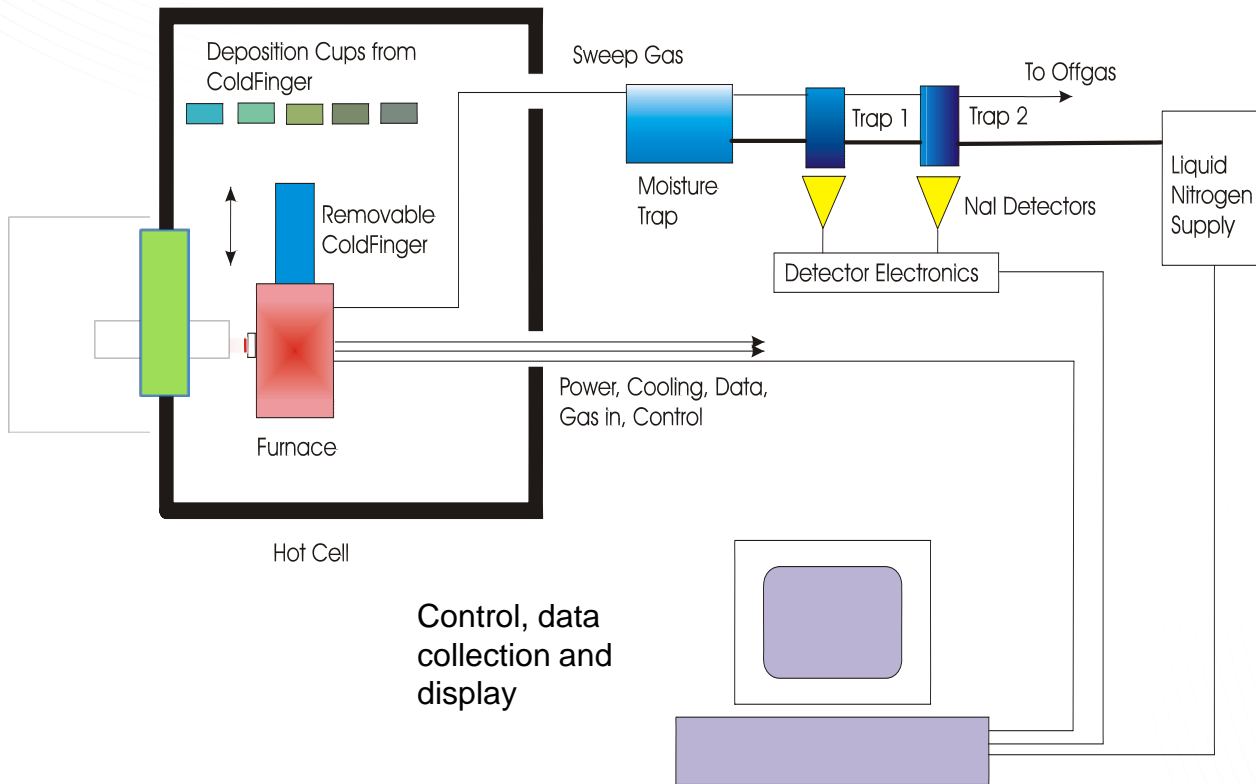 Deposition Cups from
ColdFinger
Sweep Gas
To Offgas
Trap 1
Trap 2
Moisture
Trap
NaI Detectors
Liquid
Nitrogen
Supply
Removable
ColdFinger
Detector Electronics
Power, Cooling, Data,
Gas in, Control
Furnace
Hot Cell
Control, data
collection and
display